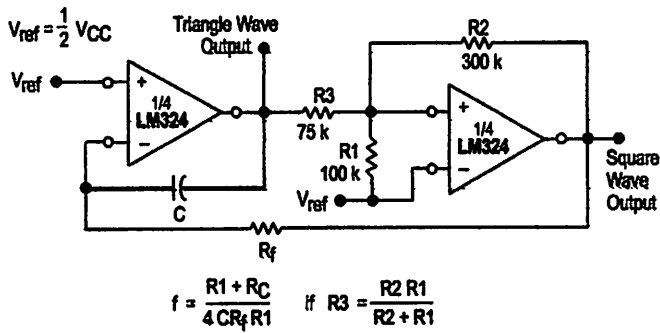 Vref = 1/2 VCC
Triangle Wave
Output
R2
300 k
Vref
+
1/4
LM324
−
R3
75 k
+
1/4
LM324
−
R1
100 k
Square
Wave
Output
C
Vref
Rf
f = R1 + RC / 4 CRf R1 if R3 = R2 R1 / R2 + R1